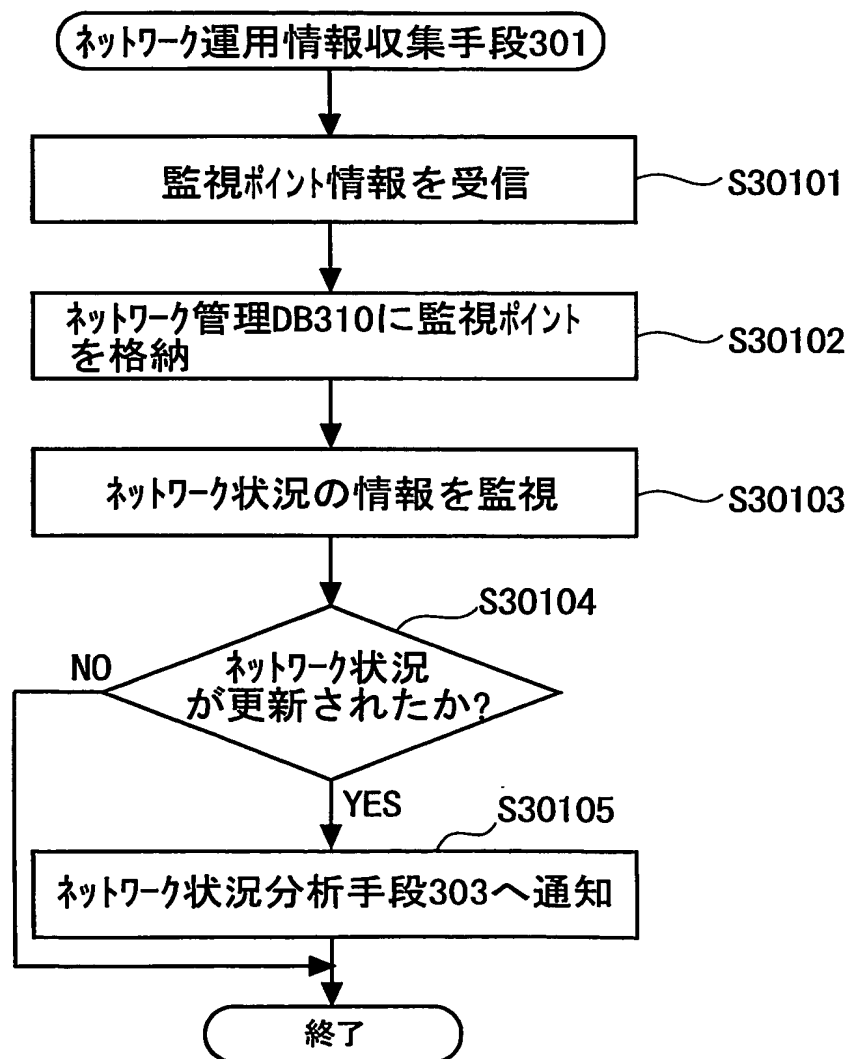 ネットワーク運用情報収集手段301
監視ポイント情報を受信
S30101
ネットワーク管理DB310に監視ポイント
を格納
S30102
ネットワーク状況の情報を監視
S30103
S30104
ネットワーク状況
が更新されたか?
NO
YES
S30105
ネットワーク状況分析手段303へ通知
終了